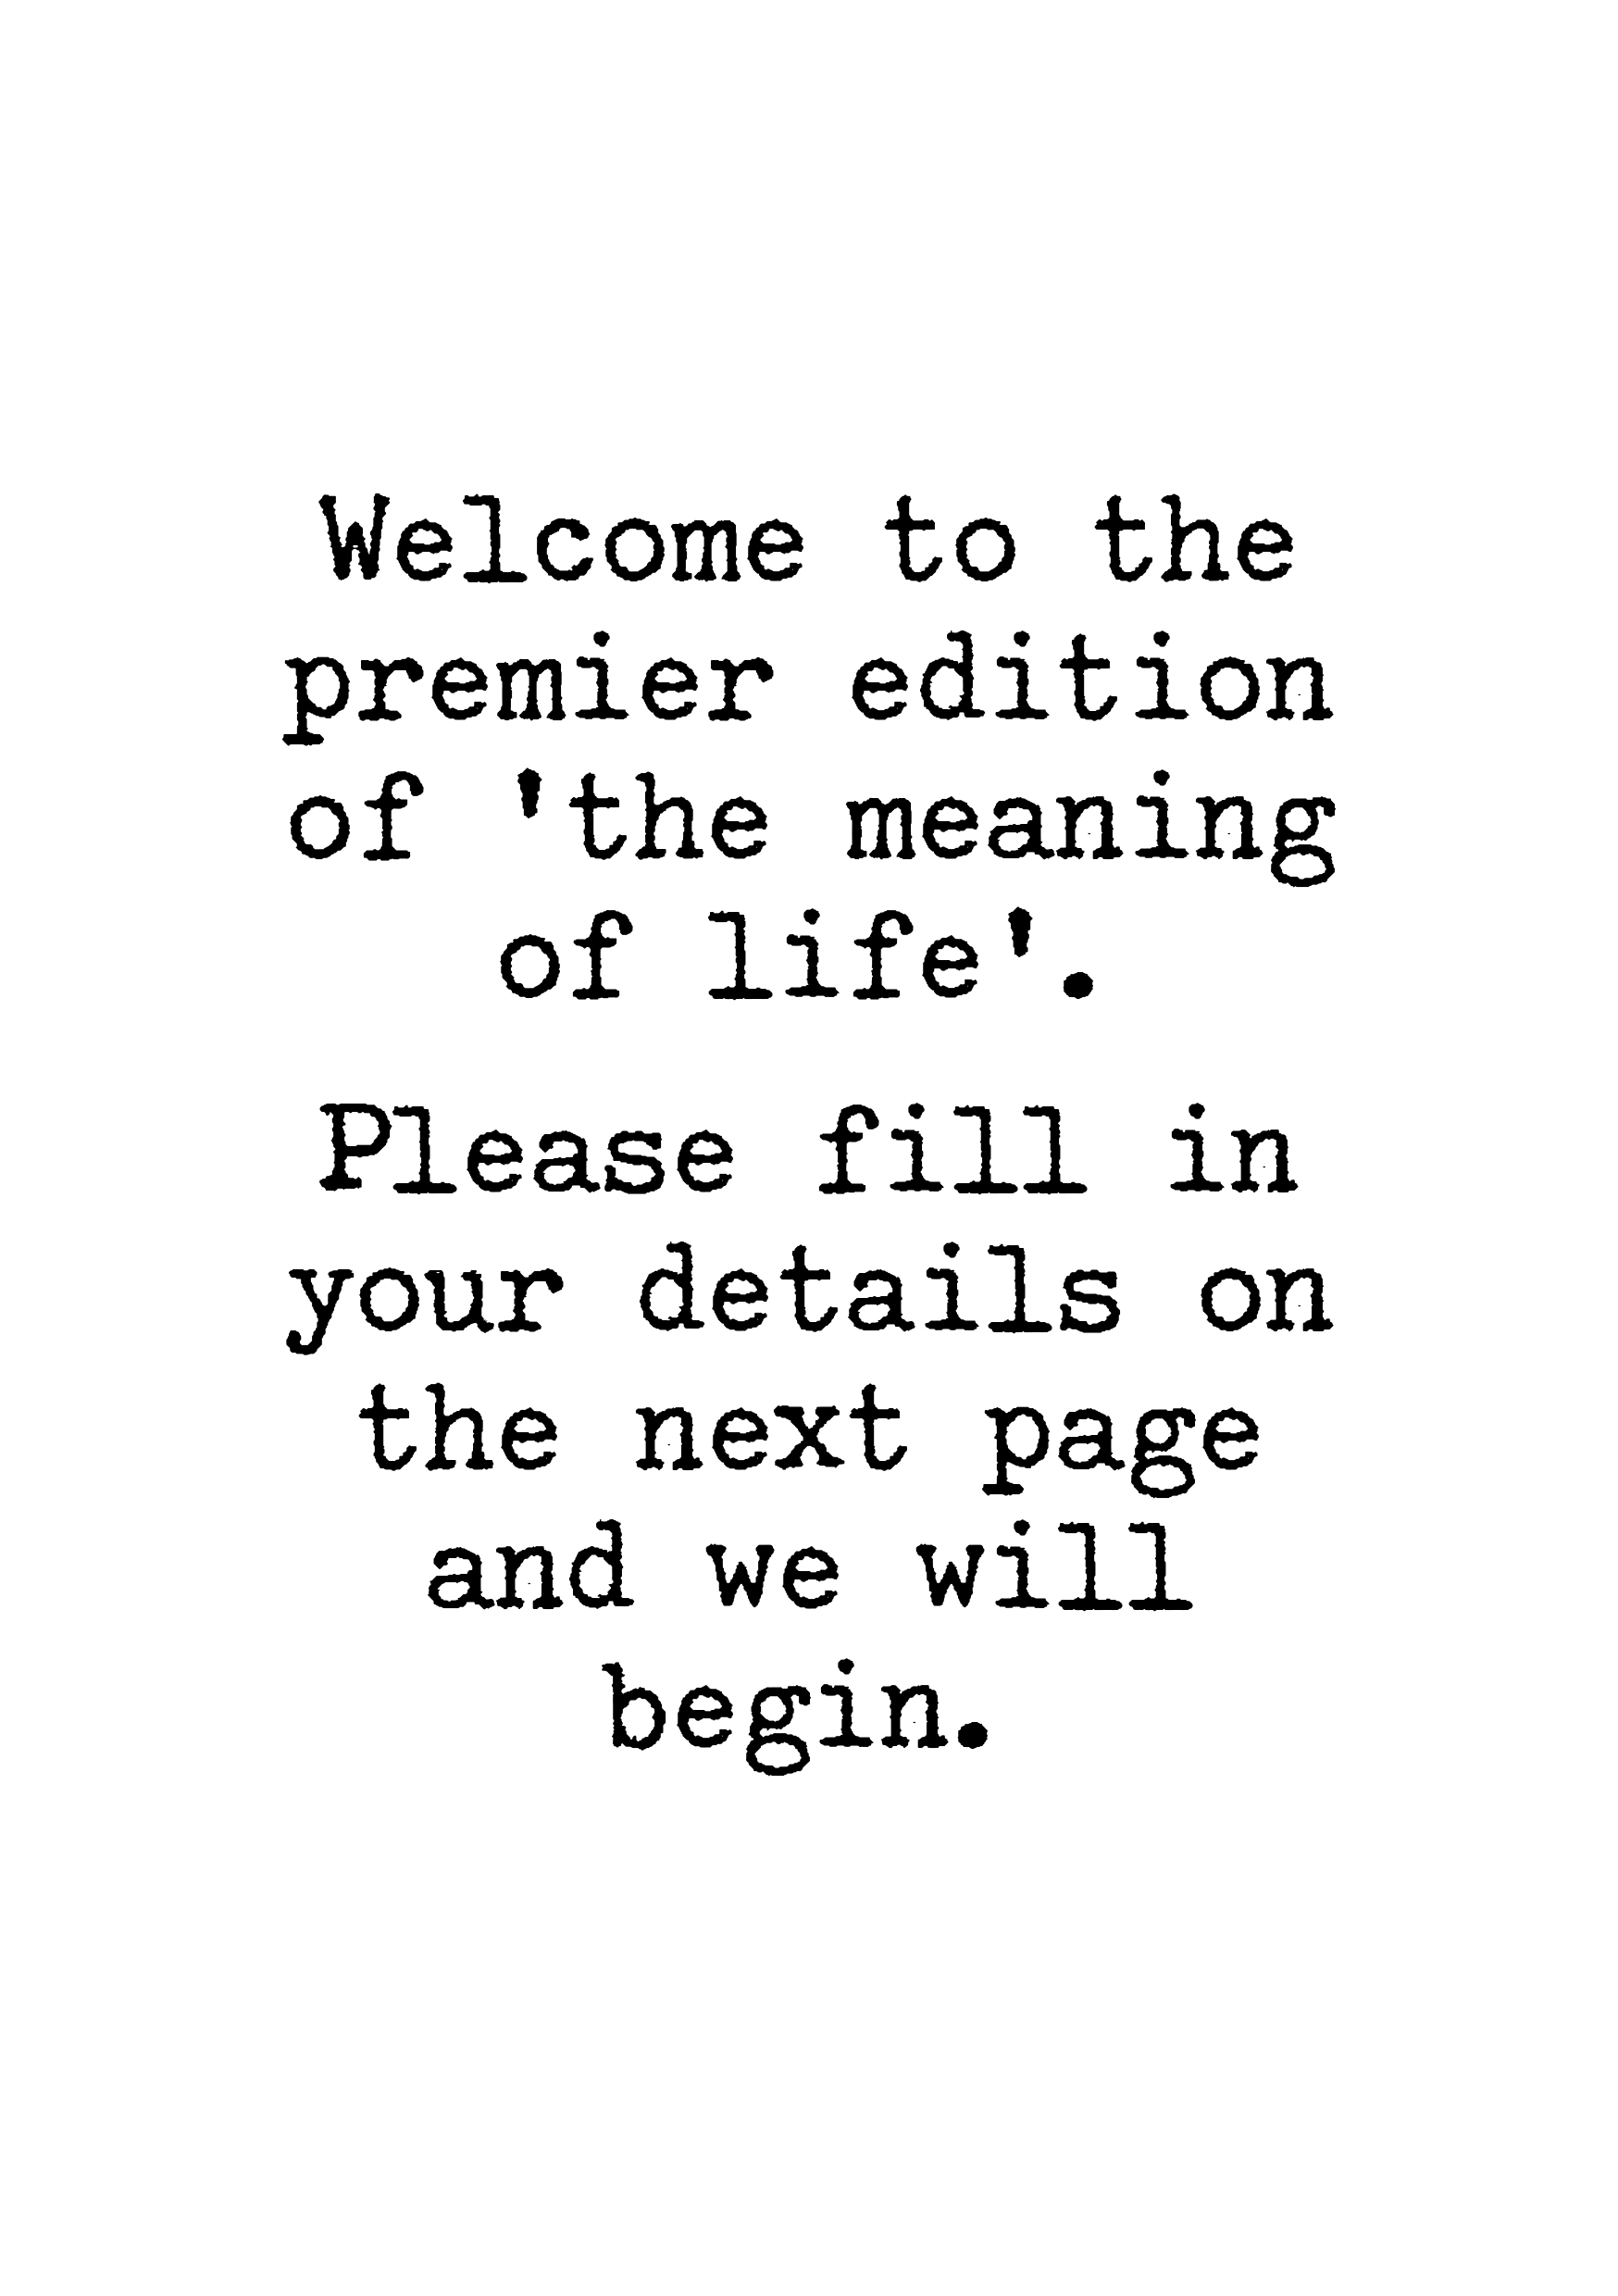 Welcome to the
premier edition
of 'the meaning
of life'.
Please fill in
your details on
the next page
and we will
begin.